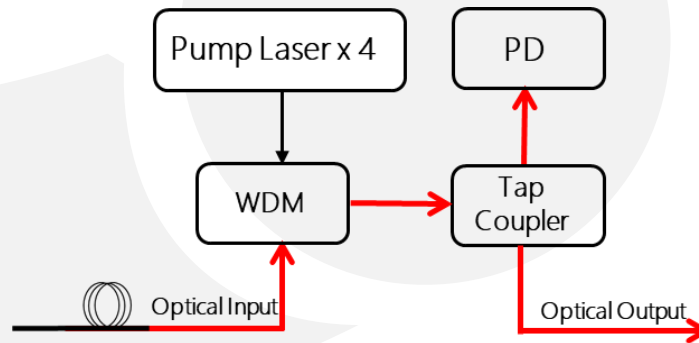 Pump Laser x 4
PD
WDM
Tap
Coupler
Optical Input
Optical Output